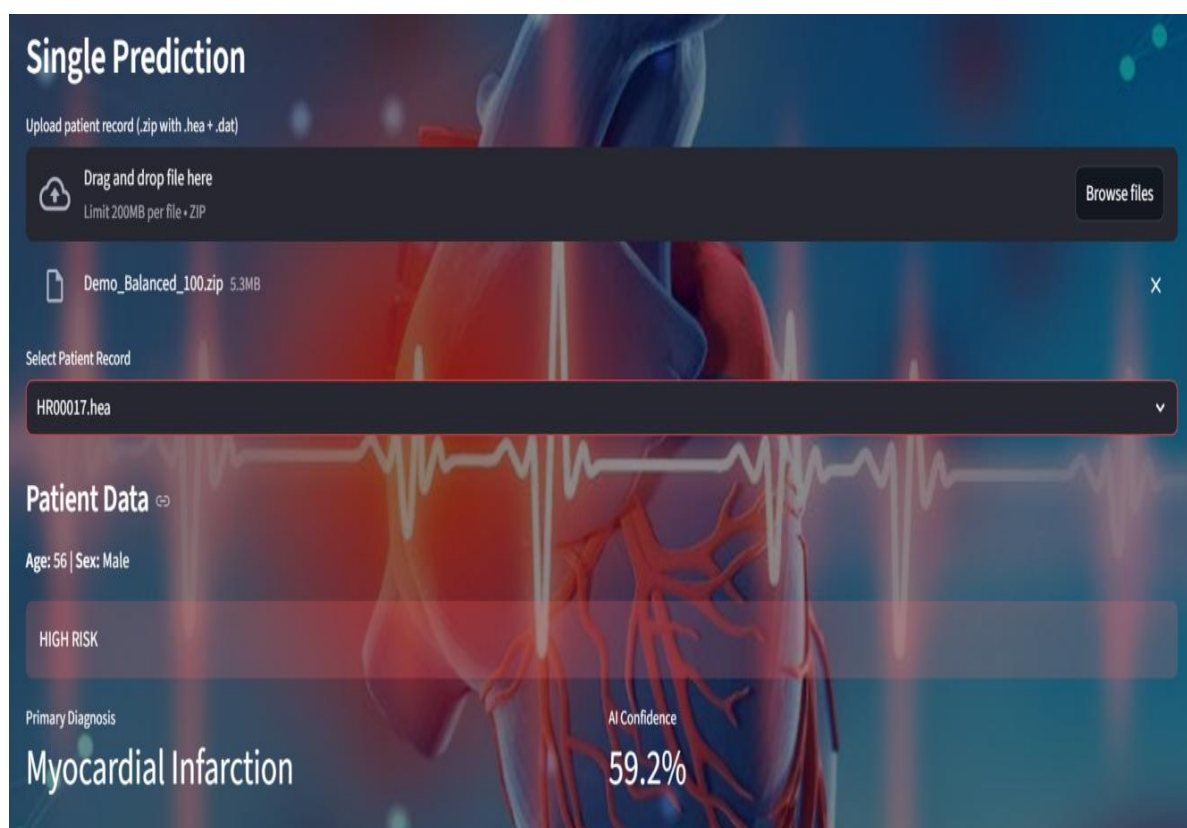 Single Prediction
Upload patient record (.zip with .hea + .dat)
Drag and drop file here
Limit 200MB per file • ZIP
Browse files
Demo_Balanced_100.zip 5.3MB
X
Select Patient Record
HR00017.hea
Patient Data
Age: 56 | Sex: Male
HIGH RISK
Primary Diagnosis
AI Confidence
Myocardial Infarction
59.2%